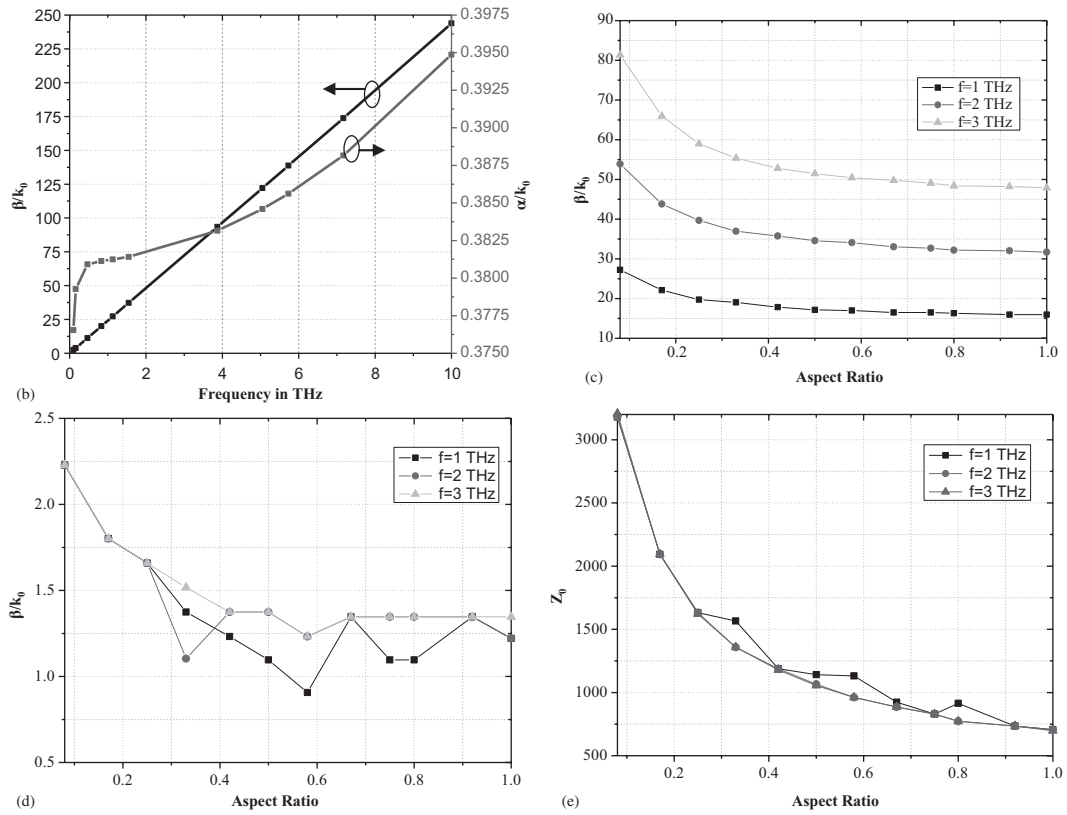 250
225
200
175
150
125
100
75
50
25
0
β/k0
0.3975
0.3950
0.3925
0.3900
0.3875
0.3850
0.3825
0.3800
0.3775
0.3750
α/k0
0 2 4 6 8 10
Frequency in THz
(b)
90
80
70
60
50
40
30
20
10
β/k0
f=1 THz
f=2 THz
f=3 THz
0.2 0.4 0.6 0.8 1.0
Aspect Ratio
(c)
2.5
2.0
1.5
1.0
0.5
β/k0
f=1 THz
f=2 THz
f=3 THz
0.2 0.4 0.6 0.8 1.0
Aspect Ratio
(d)
3000
2500
2000
1500
1000
500
Z0
f=1 THz
f=2 THz
f=3 THz
0.2 0.4 0.6 0.8 1.0
Aspect Ratio
(e)